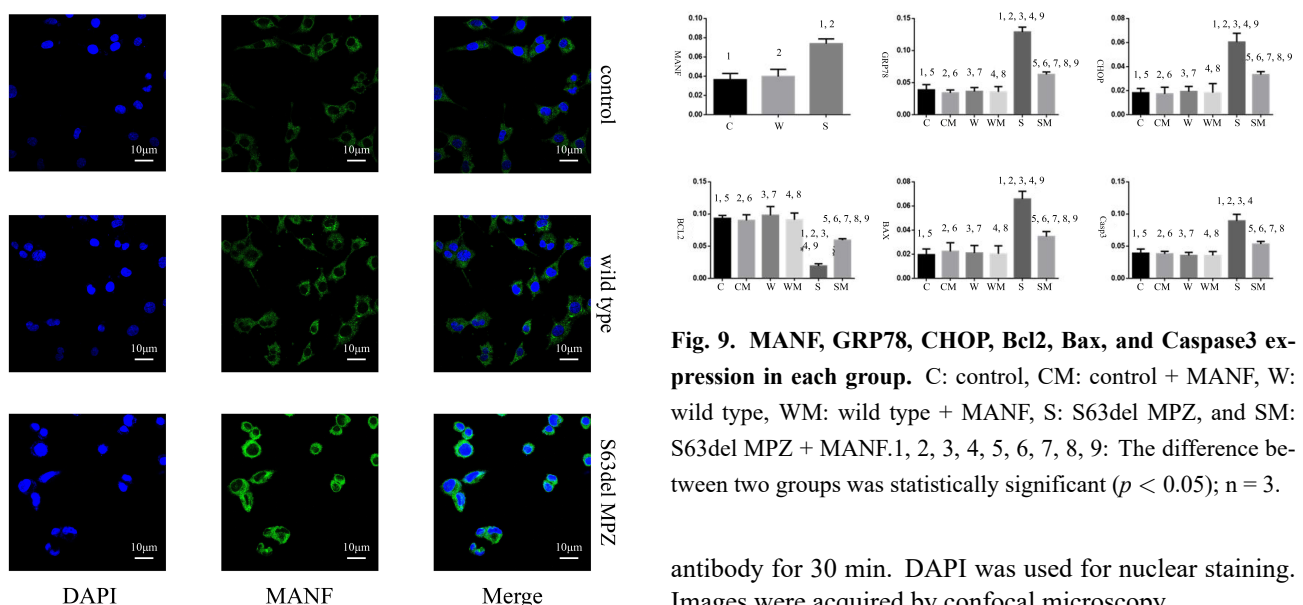 control
10μm
10μm
10μm
wild type
10μm
10μm
10μm
S63del MPZ
10μm
10μm
10μm
DAPI
MANF
Merge
MANF
0.10
0.08
0.06
0.04
0.02
0.00
1
2
1, 2
C
W
S
GRP78
0.15
0.10
0.05
0.00
1, 5
2, 6
3, 7
4, 8
1, 2, 3, 4, 9
5, 6, 7, 8, 9
C
CM
W
WM
S
SM
CHOP
0.08
0.06
0.04
0.02
0.00
1, 5
2, 6
3, 7
4, 8
1, 2, 3, 4, 9
5, 6, 7, 8, 9
C
CM
W
WM
S
SM
BCL2
0.15
0.10
0.05
0.00
1, 5
2, 6
3, 7
4, 8
1, 2, 3,
4, 9
5, 6, 7, 8, 9
C
CM
W
WM
S
SM
BAX
0.08
0.06
0.04
0.02
0.00
1, 5
2, 6
3, 7
4, 8
1, 2, 3, 4, 9
5, 6, 7, 8, 9
C
CM
W
WM
S
SM
Casp3
0.15
0.10
0.05
0.00
1, 5
2, 6
3, 7
4, 8
1, 2, 3, 4
5, 6, 7, 8
C
CM
W
WM
S
SM
Fig. 9. MANF, GRP78, CHOP, Bcl2, Bax, and Caspase3 ex-
pression in each group. C: control, CM: control + MANF, W:
wild type, WM: wild type + MANF, S: S63del MPZ, and SM:
S63del MPZ + MANF.1, 2, 3, 4, 5, 6, 7, 8, 9: The difference be-
tween two groups was statistically significant (p < 0.05); n = 3.
antibody for 30 min. DAPI was used for nuclear staining.
Images were acquired by confocal microscopy